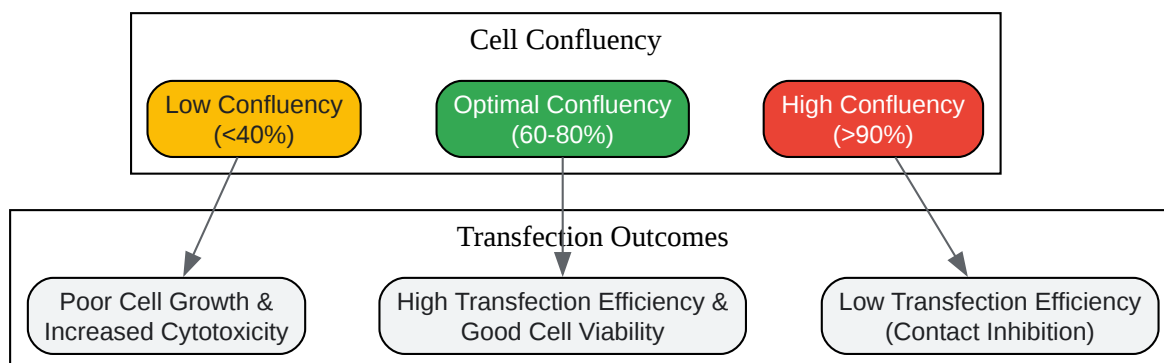 Cell Confluency
Low Confluency
(<40%)
Optimal Confluency
(60-80%)
High Confluency
(>90%)
Transfection Outcomes
Poor Cell Growth &
Increased Cytotoxicity
High Transfection Efficiency &
Good Cell Viability
Low Transfection Efficiency
(Contact Inhibition)